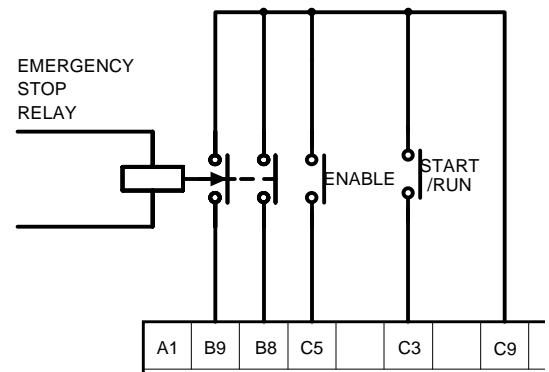 EMERGENCY
STOP
RELAY
ENABLE
START
/RUN
A1 B9 B8 C5 C3 C9